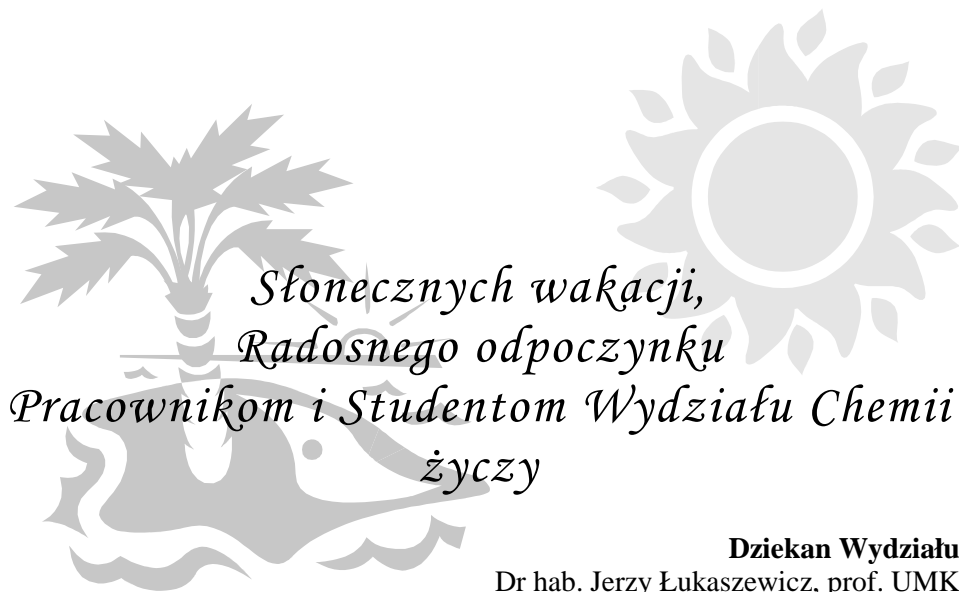 Słonecznych wakacji,
Radosnego odpoczynku
Pracownikom i Studentom Wydziału Chemii
życzy
Dziekan Wydziału
Dr hab. Jerzy Łukaszewicz, prof. UMK